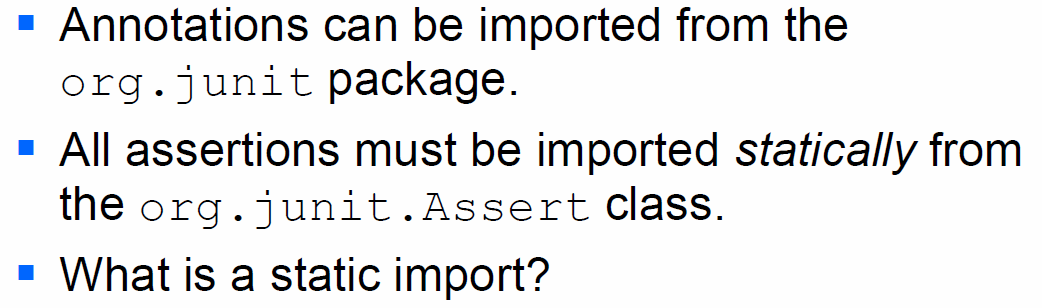 ▪ Annotations can be imported from the
org.junit package.
▪ All assertions must be imported statically from
the org.junit.Assert class.
▪ What is a static import?